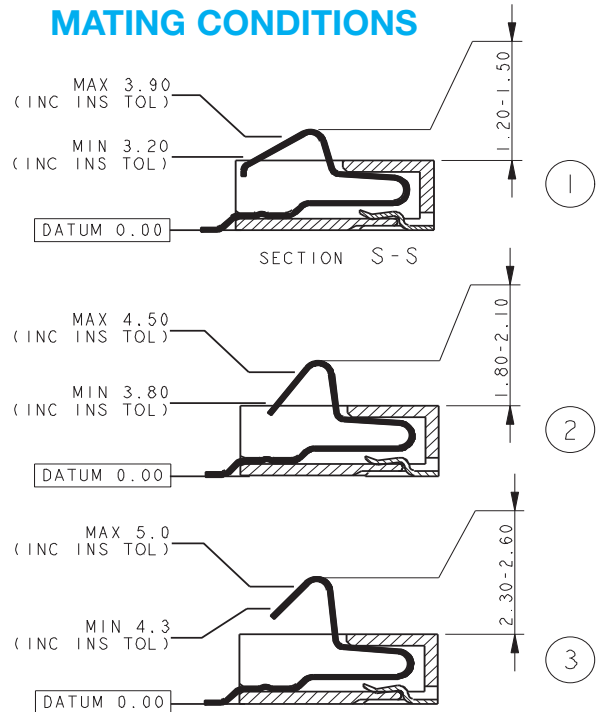 MATING CONDITIONS
MAX 3.90
(INC INS TOL)
MIN 3.20
(INC INS TOL)
DATUM 0.00
1.20-1.50
1
SECTION S-S
MAX 4.50
(INC INS TOL)
MIN 3.80
(INC INS TOL)
DATUM 0.00
1.80-2.10
2
MAX 5.0
(INC INS TOL)
MIN 4.3
(INC INS TOL)
DATUM 0.00
2.30-2.60
3